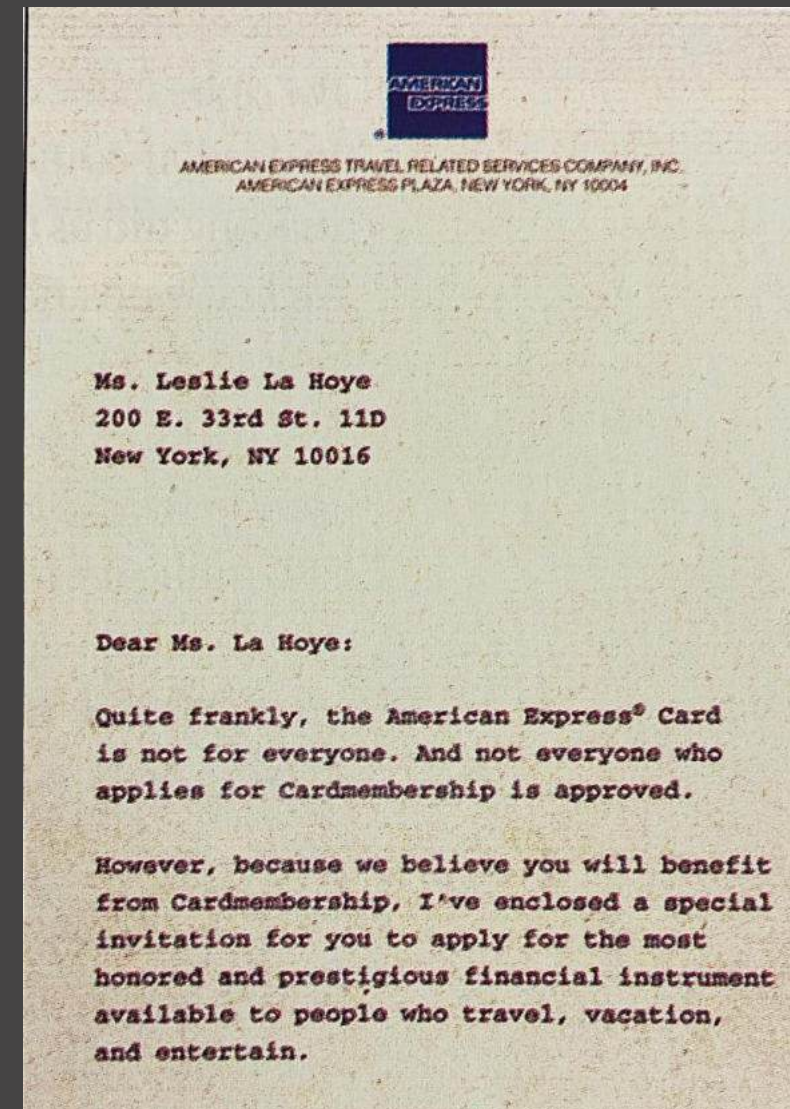 AMERICAN
EXPRESS
®
AMERICAN EXPRESS TRAVEL RELATED SERVICES COMPANY, INC.
AMERICAN EXPRESS PLAZA, NEW YORK, NY 10004
Ms. Leslie La Hoye
200 E. 33rd St. 11D
New York, NY 10016
Dear Ms. La Hoye:
Quite frankly, the American Express® Card
is not for everyone. And not everyone who
applies for Cardmembership is approved.
However, because we believe you will benefit
from Cardmembership, I've enclosed a special
invitation for you to apply for the most
honored and prestigious financial instrument
available to people who travel, vacation,
and entertain.